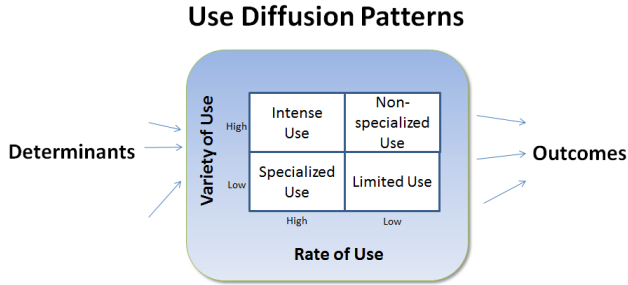 Use Diffusion Patterns
Determinants
Variety of Use
High
Intense
Use
Non-
specialized
Use
Low
Specialized
Use
Limited Use
High
Low
Rate of Use
Outcomes